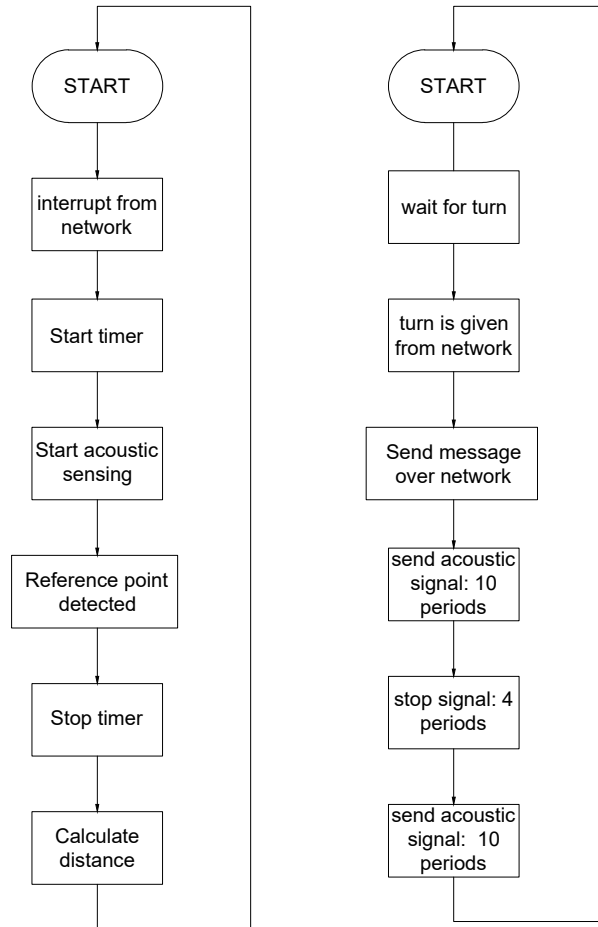 START
interrupt from
network
Start timer
Start acoustic
sensing
Reference point
detected
Stop timer
Calculate
distance
START
wait for turn
turn is given
from network
Send message
over network
send acoustic
signal: 10
periods
stop signal: 4
periods
send acoustic
signal: 10
periods